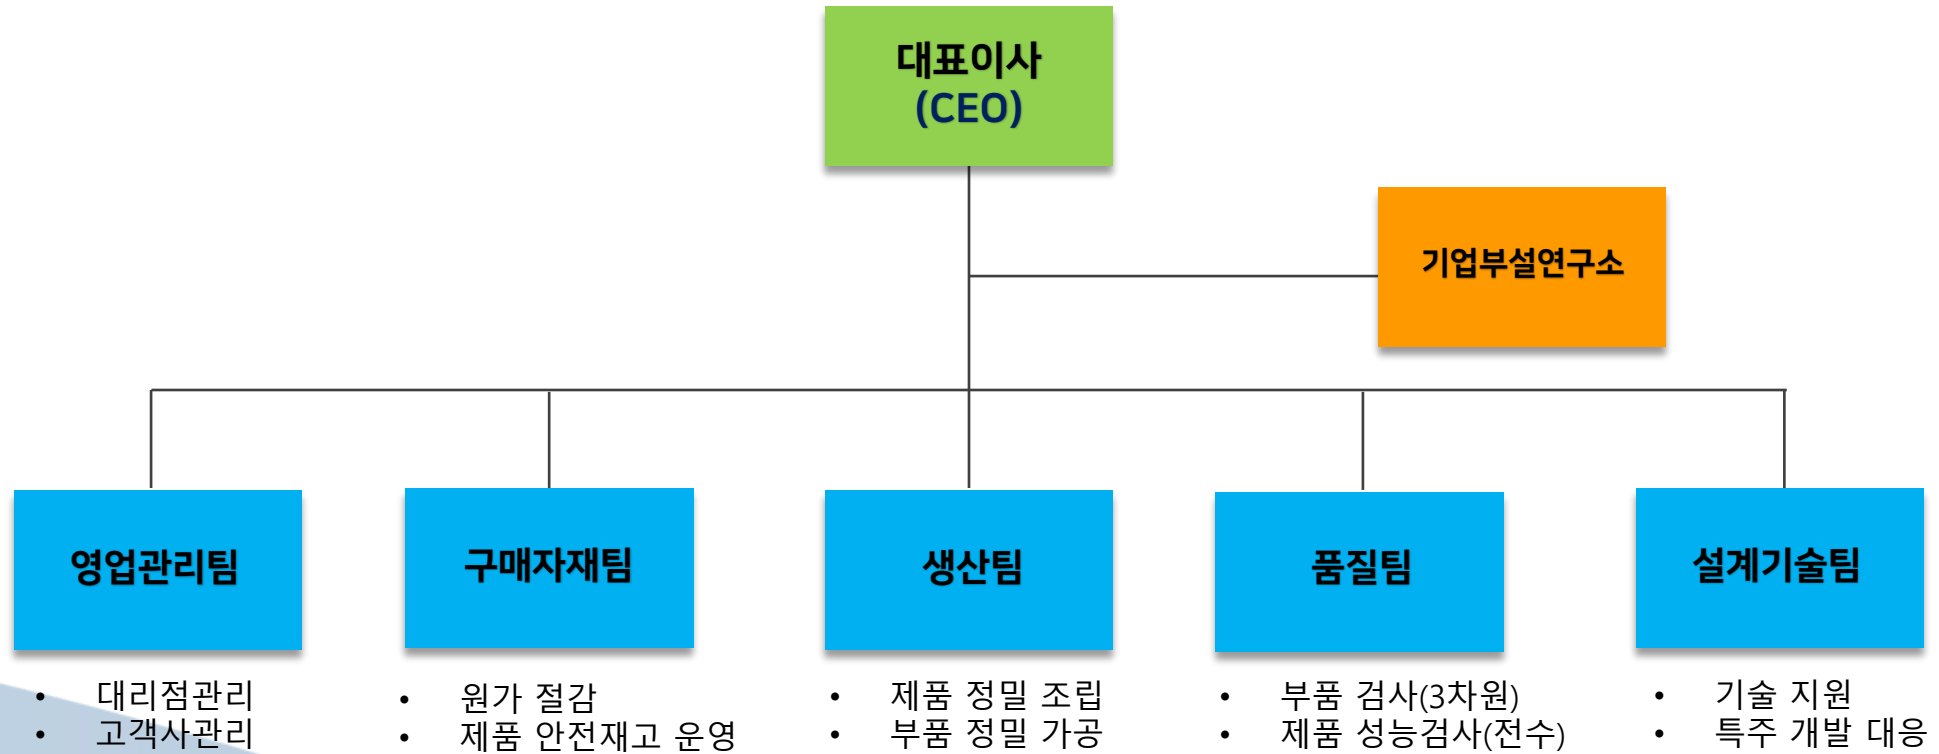 대표이사
(CEO)
기업부설연구소
영업관리팀
구매자재팀
생산팀
품질팀
설계기술팀
• 대리점관리
• 고객사관리
• 원가 절감
• 제품 안전재고 운영
• 제품 정밀 조립
• 부품 정밀 가공
• 부품 검사(3차원)
• 제품 성능검사(전수)
• 기술 지원
• 특주 개발 대응